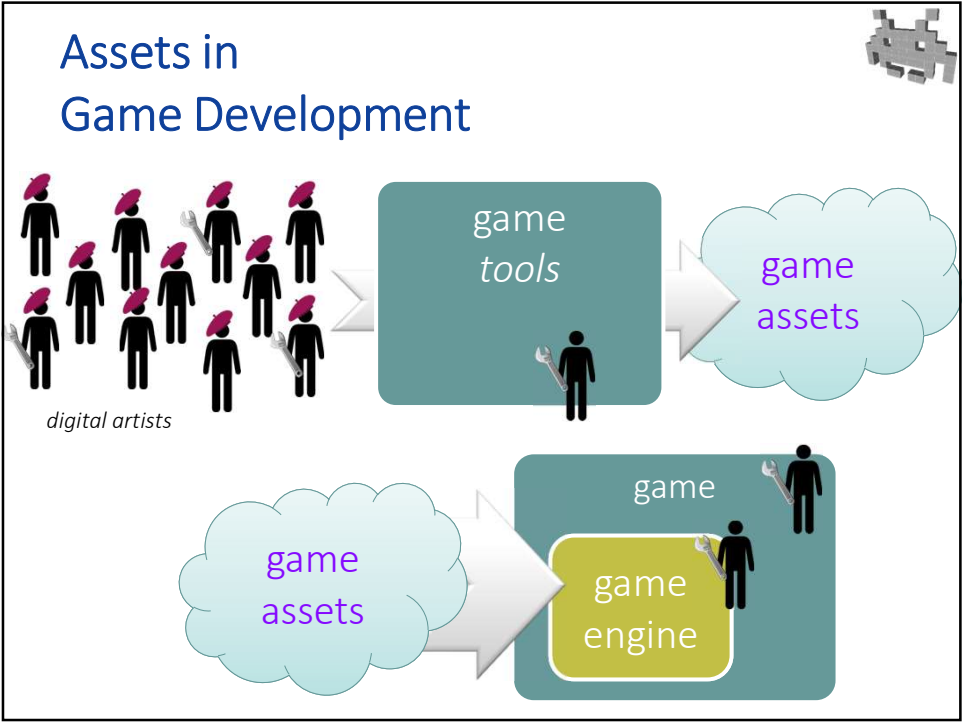 Assets in
Game Development
game
tools
game
assets
digital artists
game
game
assets
game
engine